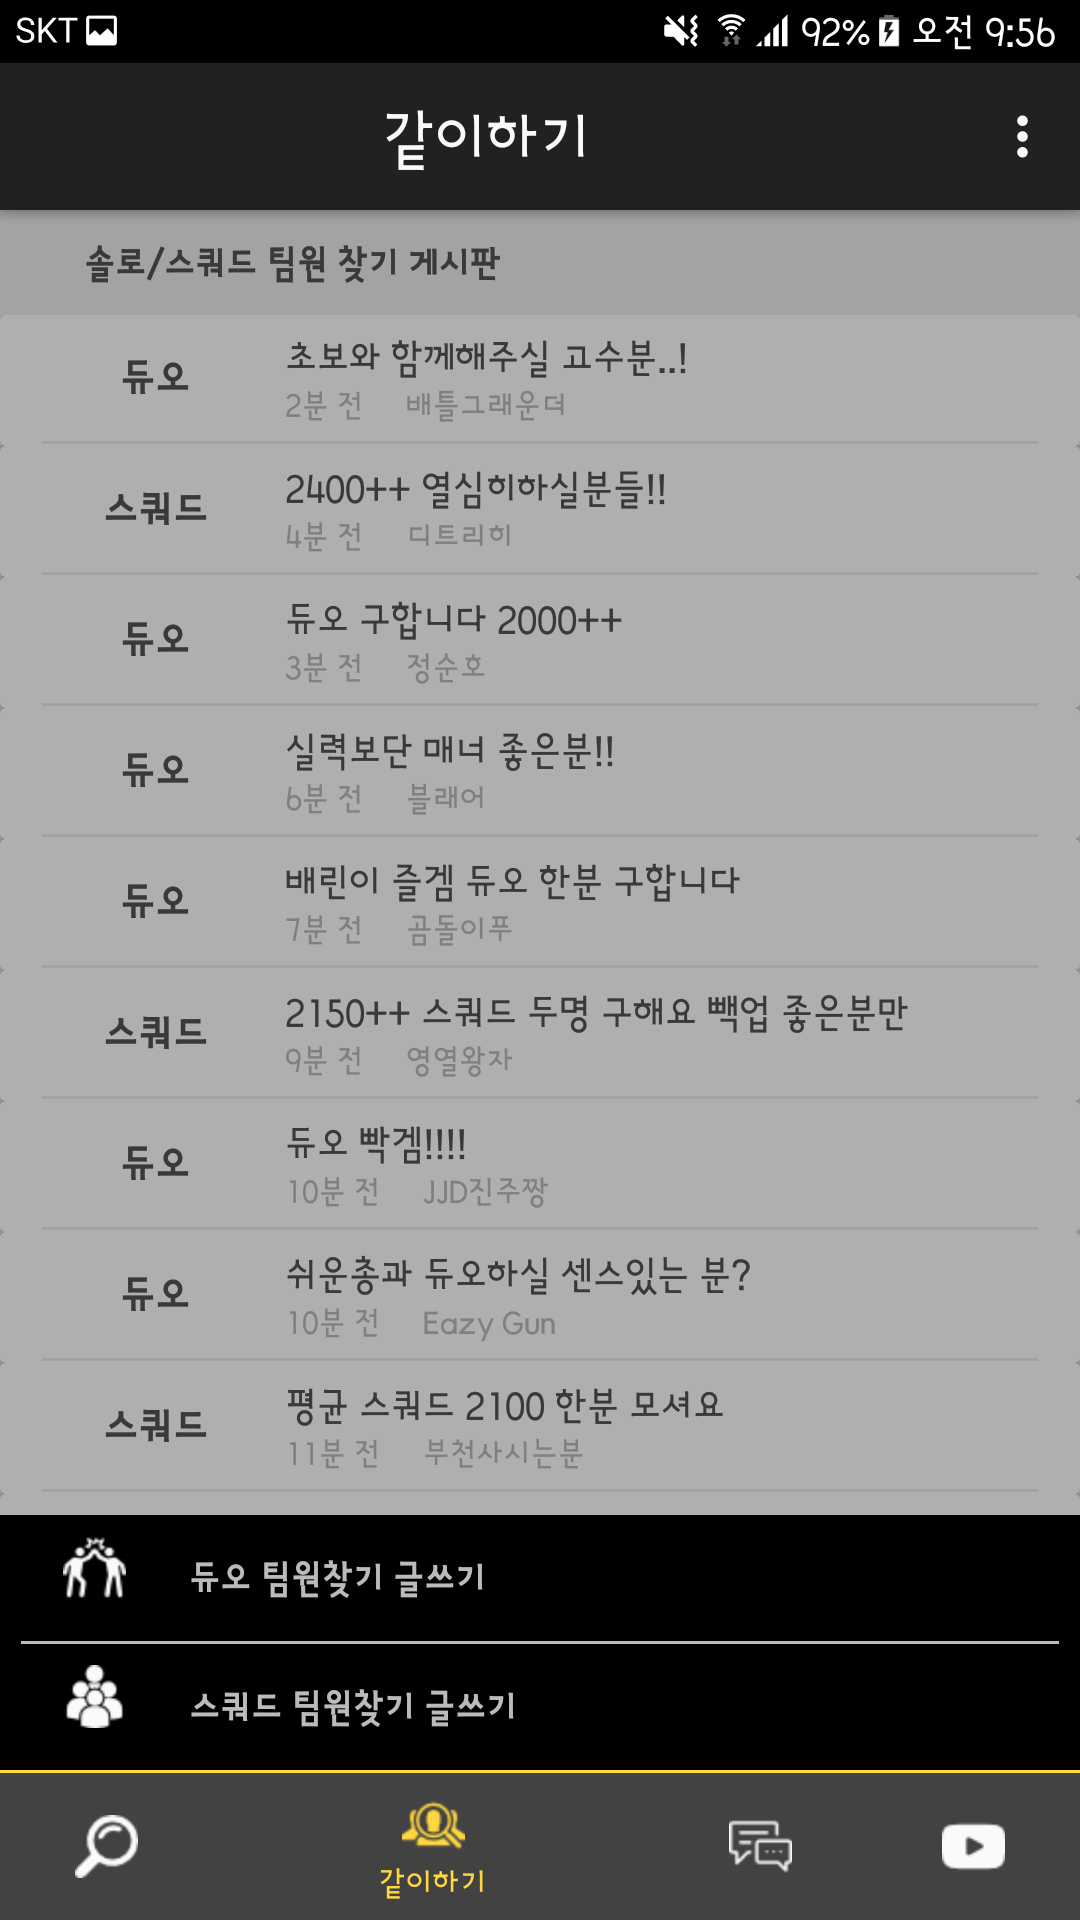 SKT 92% 오전 9:56
같이하기
솔로/스쿼드 팀원 찾기 게시판
듀오
초보와 함께해주실 고수분..!
2분 전 배틀그래운덕
스쿼드
2400++ 열심히하실분들!!
4분 전 디트리히
듀오
듀오 구합니다 2000++
3분 전 정순호
듀오
실력보단 매너 좋은분!!
6분 전 블래어
듀오
배린이 즐겜 듀오 한분 구합니다
7분 전 곰돌이푸
스쿼드
2150++ 스쿼드 두명 구해요 빽업 좋은분만
9분 전 영열왕자
듀오
듀오 빡겜!!!!
10분 전 JJD진주짱
듀오
쉬운총과 듀오하실 센스있는 분?
10분 전 Eazy Gun
스쿼드
평균 스쿼드 2100 한분 모셔요
11분 전 부천사시는분
듀오 팀원찾기 글쓰기
스쿼드 팀원찾기 글쓰기
같이하기